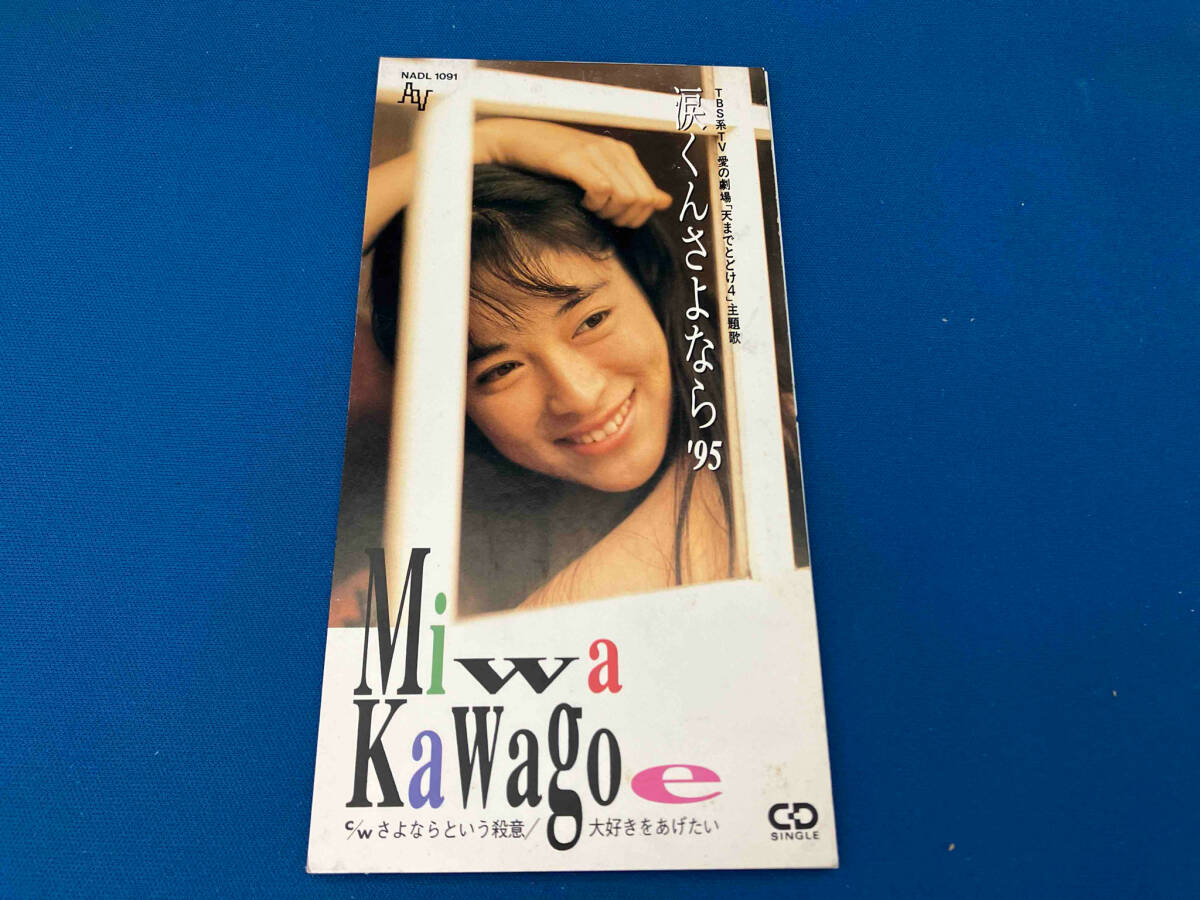 NADL 1091
AV
TBS系TV 愛の劇場「天までとどけ4」主題歌
涙くんさよなら'95
Miwa
Kawagoe
c/w さよならという殺意/大好きをあげたい
CD
SINGLE